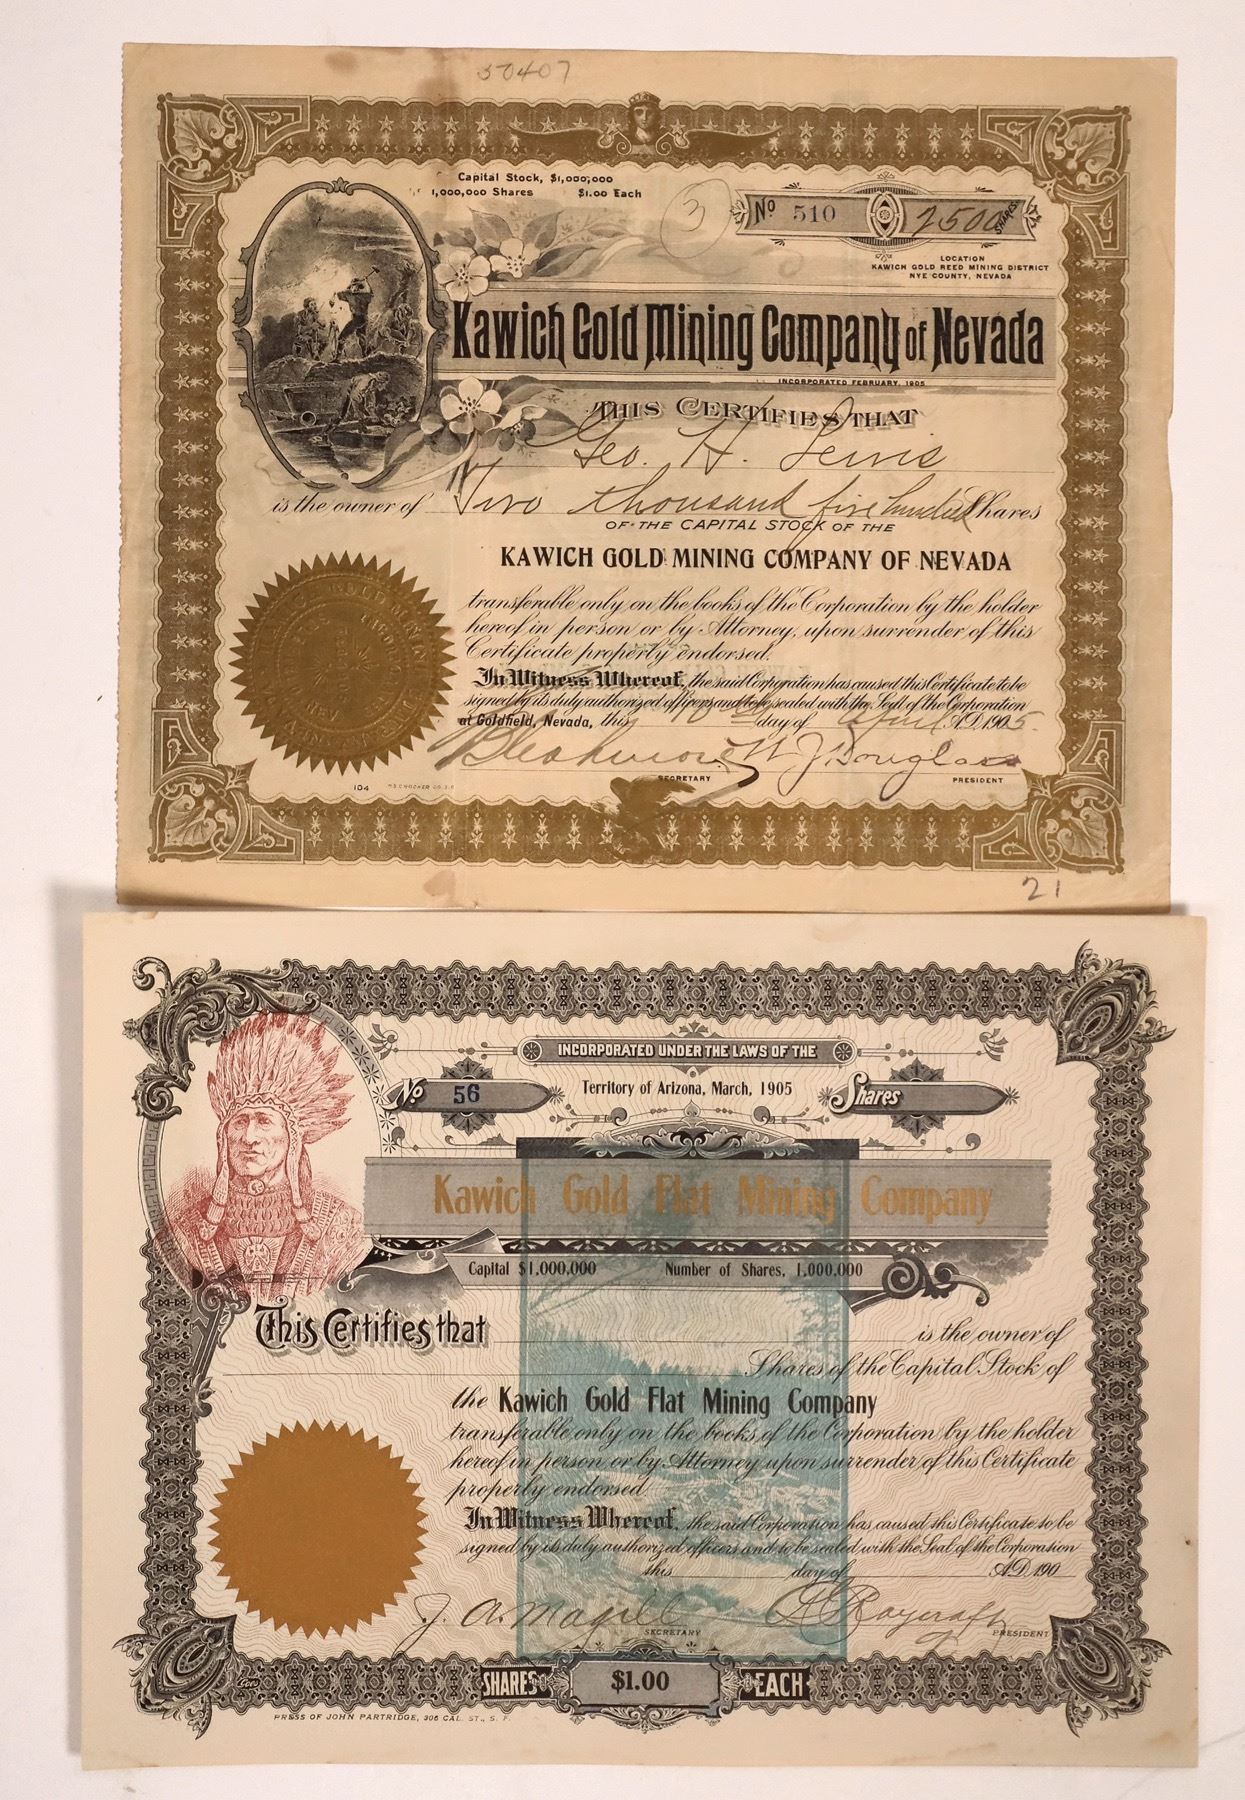 50407
Capital Stock, $1,000,000
1,000,000 Shares $1.00 Each
3
No 510 2500 SHARES
LOCATION
KAWICH GOLD REED MINING DISTRICT
NYE COUNTY, NEVADA
Kawich Gold Mining Company of Nevada
INCORPORATED FEBRUARY, 1905
THIS CERTIFIES THAT
Geo. H. Lewis
is the owner of Two thousand five hundred Shares
OF THE CAPITAL STOCK OF THE
KAWICH GOLD MINING COMPANY OF NEVADA
transferable only on the books of the Corporation by the holder
hereof in person or by Attorney, upon surrender of this
Certificate properly endorsed.
In Witness Whereof, the said Corporation has caused this Certificate to be
signed by its duly authorized officers and to be sealed with the Seal of the Corporation
at Goldfield, Nevada, this day of April A.D. 1905.
W J Douglass
SECRETARY PRESIDENT
104
21
INCORPORATED UNDER THE LAWS OF THE
No 56 Territory of Arizona, March, 1905 Shares
Kawich Gold Flat Mining Company
Capital $1,000,000 Number of Shares, 1,000,000
This Certifies that is the owner of
Shares of the Capital Stock of
the Kawich Gold Flat Mining Company
transferable only on the books of the Corporation by the holder
hereof in person or by Attorney upon surrender of this Certificate
properly endorsed
In Witness Whereof, the said Corporation has caused this Certificate to be
signed by its duly authorized officers and to be sealed with the Seal of the Corporation
this day of A.D. 190
J. A. Magill Raycraft
SECRETARY PRESIDENT
SHARES $1.00 EACH
Goes
PRESS OF JOHN PARTRIDGE, 306 CAL. ST., S. F.